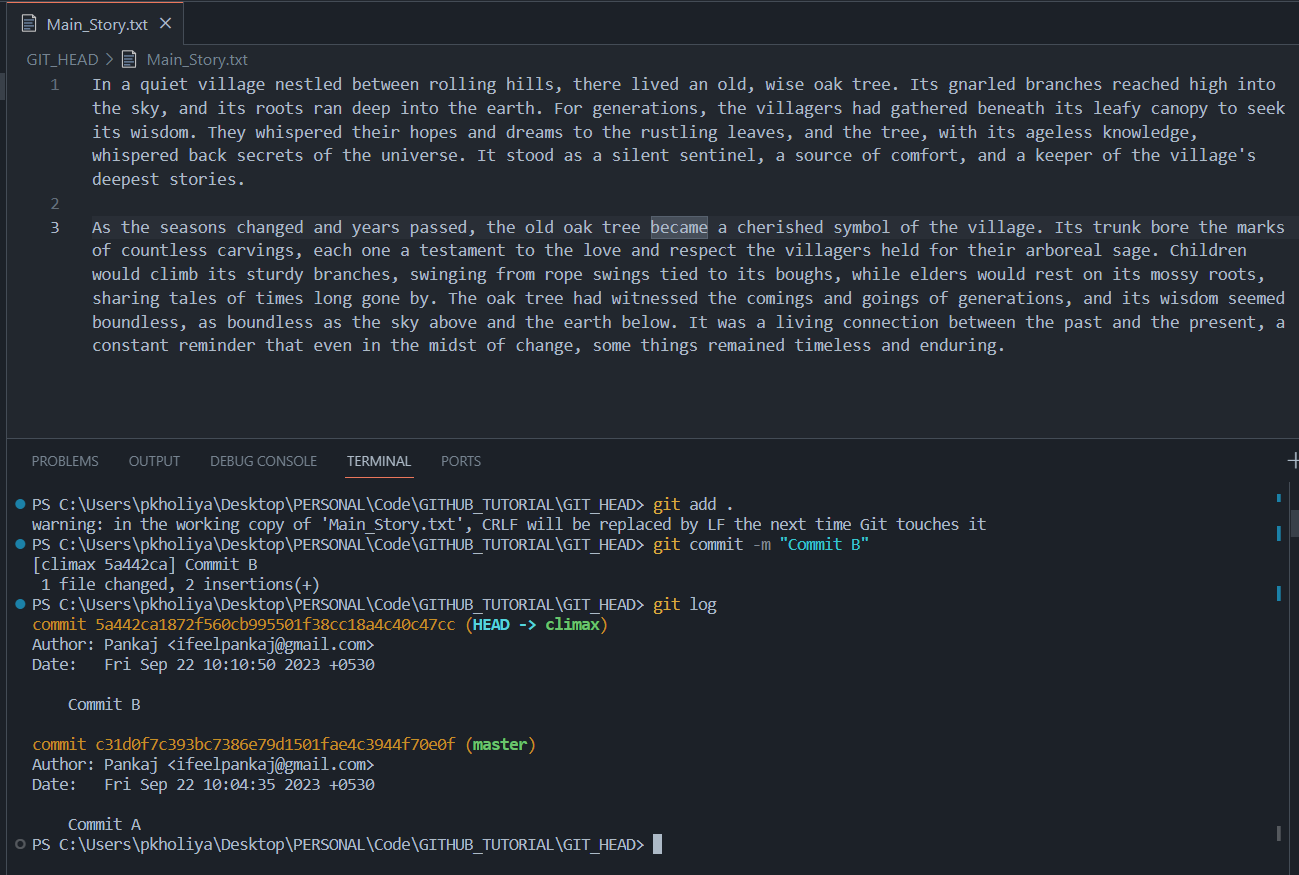 Main_Story.txt
GIT_HEAD > Main_Story.txt
1 In a quiet village nestled between rolling hills, there lived an old, wise oak tree. Its gnarled branches reached high into
the sky, and its roots ran deep into the earth. For generations, the villagers had gathered beneath its leafy canopy to seek
its wisdom. They whispered their hopes and dreams to the rustling leaves, and the tree, with its ageless knowledge,
whispered back secrets of the universe. It stood as a silent sentinel, a source of comfort, and a keeper of the village's
deepest stories.
2
3 As the seasons changed and years passed, the old oak tree became a cherished symbol of the village. Its trunk bore the marks
of countless carvings, each one a testament to the love and respect the villagers held for their arboreal sage. Children
would climb its sturdy branches, swinging from rope swings tied to its boughs, while elders would rest on its mossy roots,
sharing tales of times long gone by. The oak tree had witnessed the comings and goings of generations, and its wisdom seemed
boundless, as boundless as the sky above and the earth below. It was a living connection between the past and the present, a
constant reminder that even in the midst of change, some things remained timeless and enduring.
PROBLEMS OUTPUT DEBUG CONSOLE TERMINAL PORTS
PS C:\Users\pkholiya\Desktop\PERSONAL\Code\GITHUB_TUTORIAL\GIT_HEAD> git add .
warning: in the working copy of 'Main_Story.txt', CRLF will be replaced by LF the next time Git touches it
PS C:\Users\pkholiya\Desktop\PERSONAL\Code\GITHUB_TUTORIAL\GIT_HEAD> git commit -m "Commit B"
[climax 5a442ca] Commit B
1 file changed, 2 insertions(+)
PS C:\Users\pkholiya\Desktop\PERSONAL\Code\GITHUB_TUTORIAL\GIT_HEAD> git log
commit 5a442ca1872f560cb995501f38cc18a4c40c47cc (HEAD -> climax)
Author: Pankaj <ifeelpankaj@gmail.com>
Date: Fri Sep 22 10:10:50 2023 +0530
Commit B
commit c31d0f7c393bc7386e79d1501fae4c3944f70e0f (master)
Author: Pankaj <ifeelpankaj@gmail.com>
Date: Fri Sep 22 10:04:35 2023 +0530
Commit A
PS C:\Users\pkholiya\Desktop\PERSONAL\Code\GITHUB_TUTORIAL\GIT_HEAD>